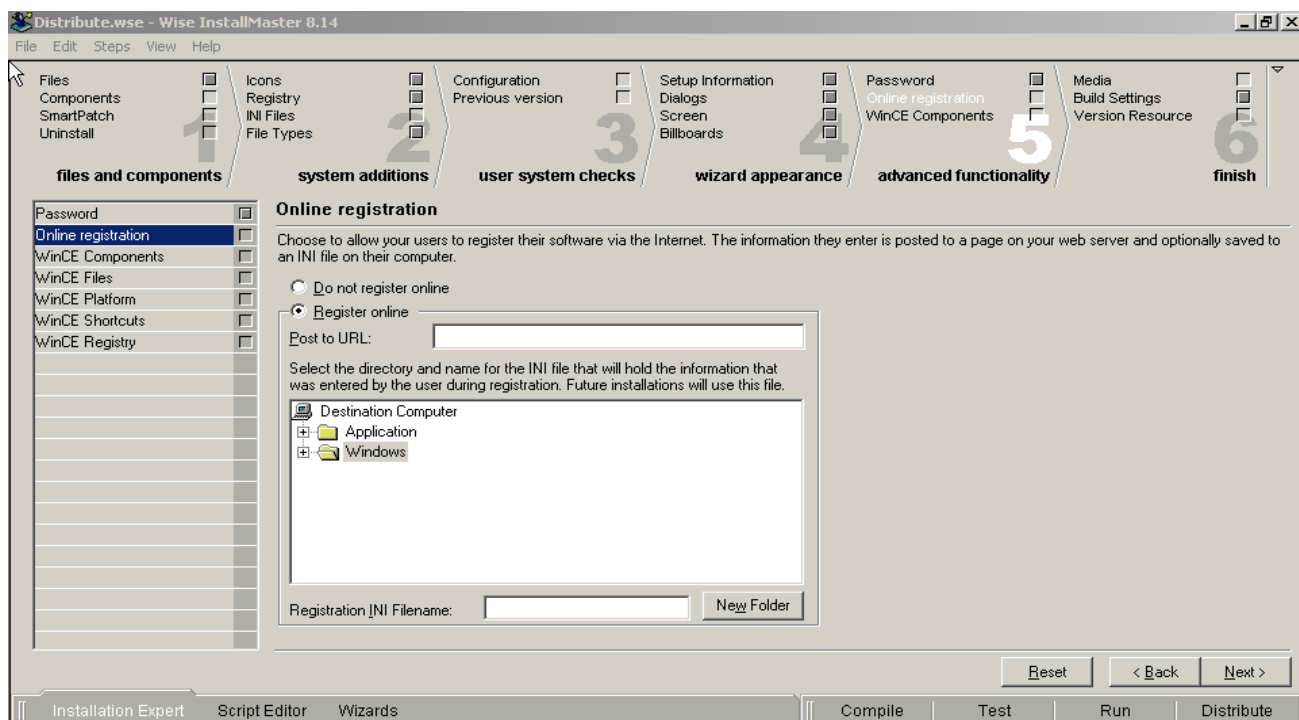 Distribute.wse - Wise InstallMaster 8.14
File Edit Steps View Help
Files
Components
SmartPatch
Uninstall
1
files and components
Icons
Registry
INI Files
File Types
2
system additions
Configuration
Previous version
3
user system checks
Setup Information
Dialogs
Screen
Billboards
4
wizard appearance
Password
Online registration
WinCE Components
5
advanced functionality
Media
Build Settings
Version Resource
6
finish
Password
Online registration
WinCE Components
WinCE Files
WinCE Platform
WinCE Shortcuts
WinCE Registry
Online registration
Choose to allow your users to register their software via the Internet. The information they enter is posted to a page on your web server and optionally saved to
an INI file on their computer.
Do not register online
Register online
Post to URL:
Select the directory and name for the INI file that will hold the information that
was entered by the user during registration. Future installations will use this file.
Destination Computer
Application
Windows
Registration INI Filename:
New Folder
Reset
< Back
Next >
Installation Expert
Script Editor
Wizards
Compile
Test
Run
Distribute